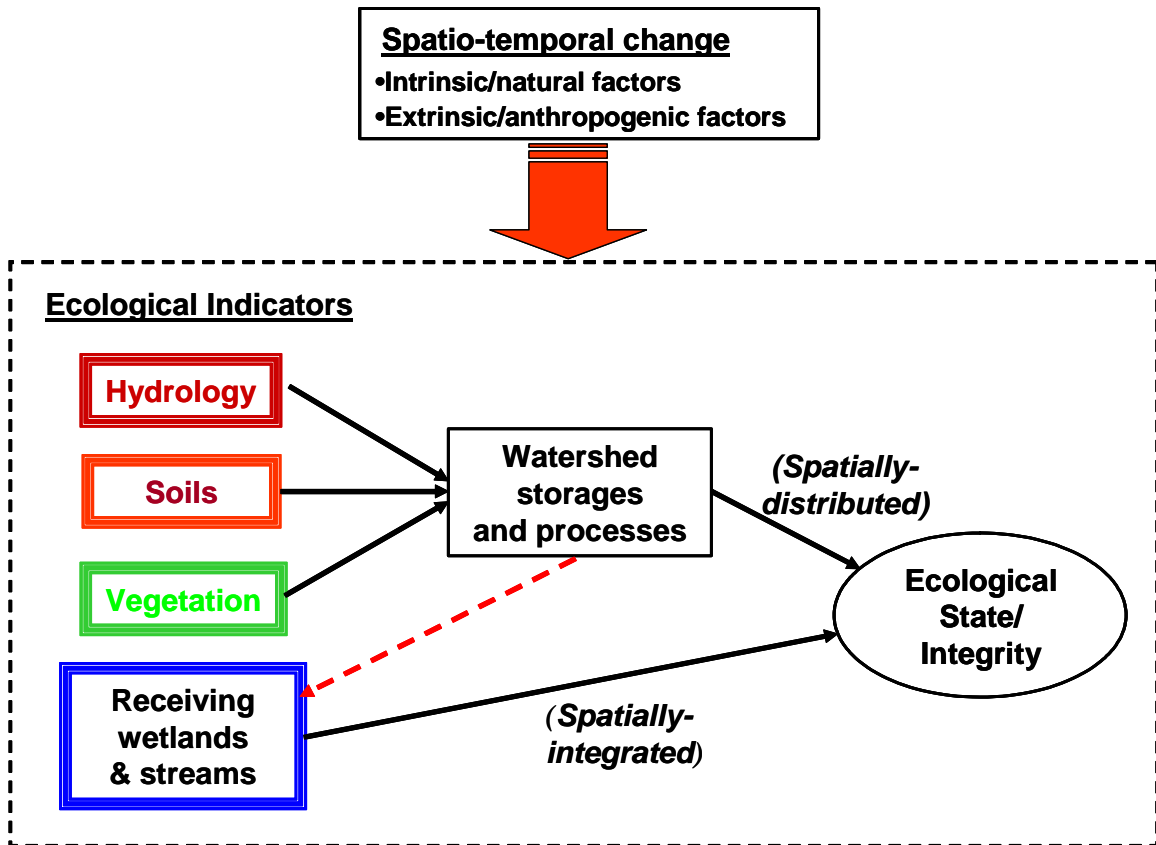 Spatio-temporal change
•Intrinsic/natural factors
•Extrinsic/anthropogenic factors
Ecological Indicators
Hydrology
Soils
Vegetation
Receiving
wetlands
& streams
Watershed
storages
and processes
(Spatially-
distributed)
(Spatially-
integrated)
Ecological
State/
Integrity